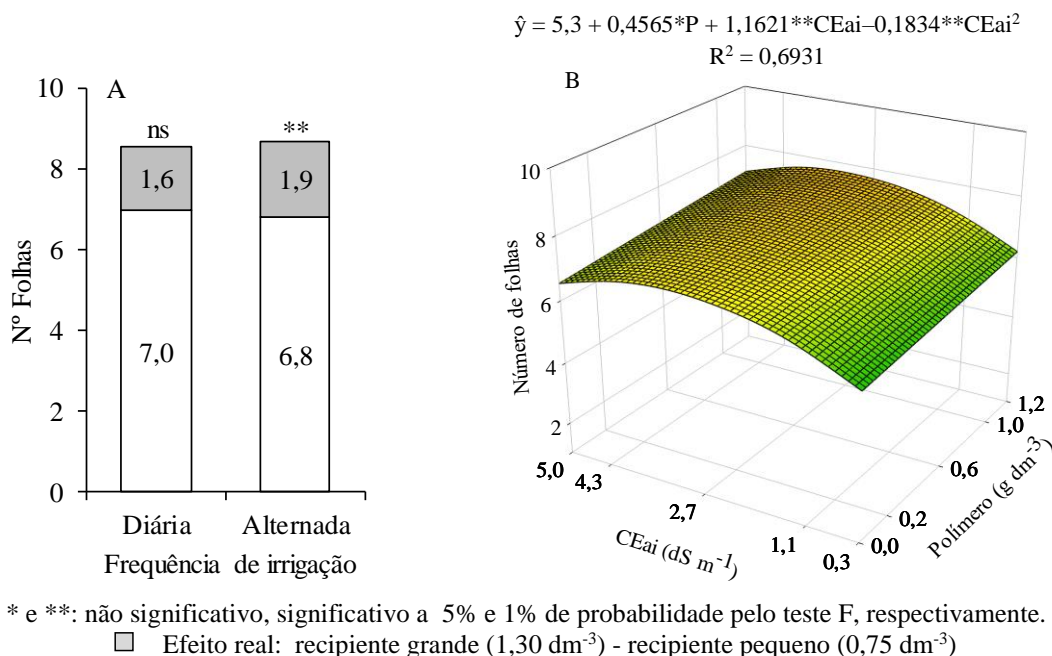 ŷ = 5,3 + 0,4565*P + 1,1621**CEai–0,1834**CEai²
R² = 0,6931
A
10
8
6
4
2
0
Nº Folhas
ns
**
1,6
1,9
7,0
6,8
Diária
Alternada
Frequência de irrigação
B
10
8
6
4
2
Número de folhas
5,0
4,3
2,7
1,1
0,3
CEai (dS m⁻¹)
0,0
0,2
0,6
1,0
1,2
Polímero (g dm⁻³)
* e **: não significativo, significativo a 5% e 1% de probabilidade pelo teste F, respectivamente.
Efeito real: recipiente grande (1,30 dm⁻³) - recipiente pequeno (0,75 dm⁻³)